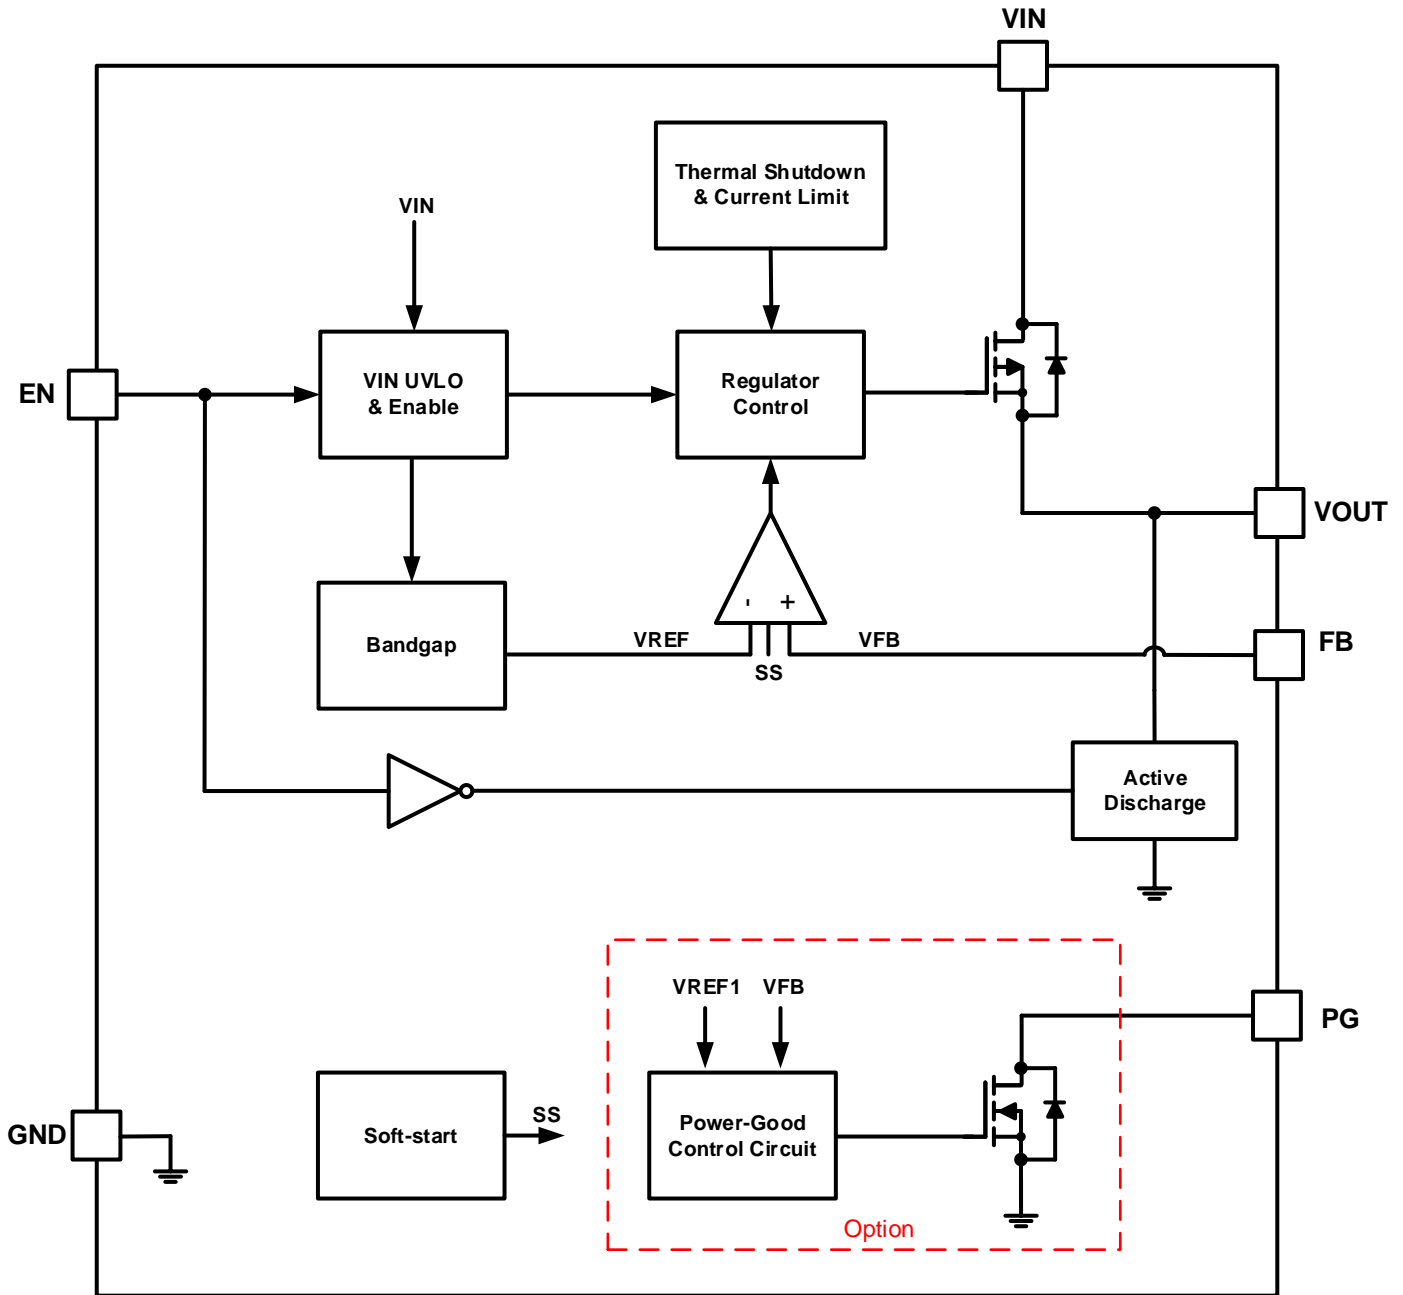 VIN
Thermal Shutdown
& Current Limit
VIN
EN
VIN UVLO
& Enable
Regulator
Control
VOUT
- +
Bandgap
VREF
SS
VFB
FB
Active
Discharge
VREF1
VFB
PG
GND
Soft-start
SS
Power-Good
Control Circuit
Option